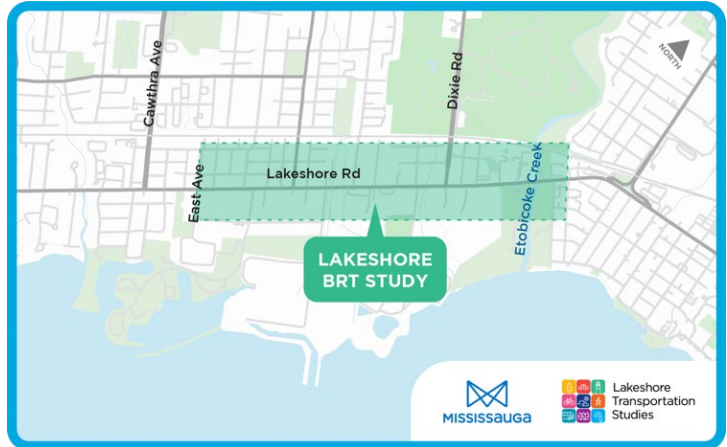 Cawthra Ave
Dixie Rd
NORTH
East Ave
Lakeshore Rd
Etobicoke Creek
LAKESHORE
BRT STUDY
MISSISSAUGA
Lakeshore
Transportation
Studies